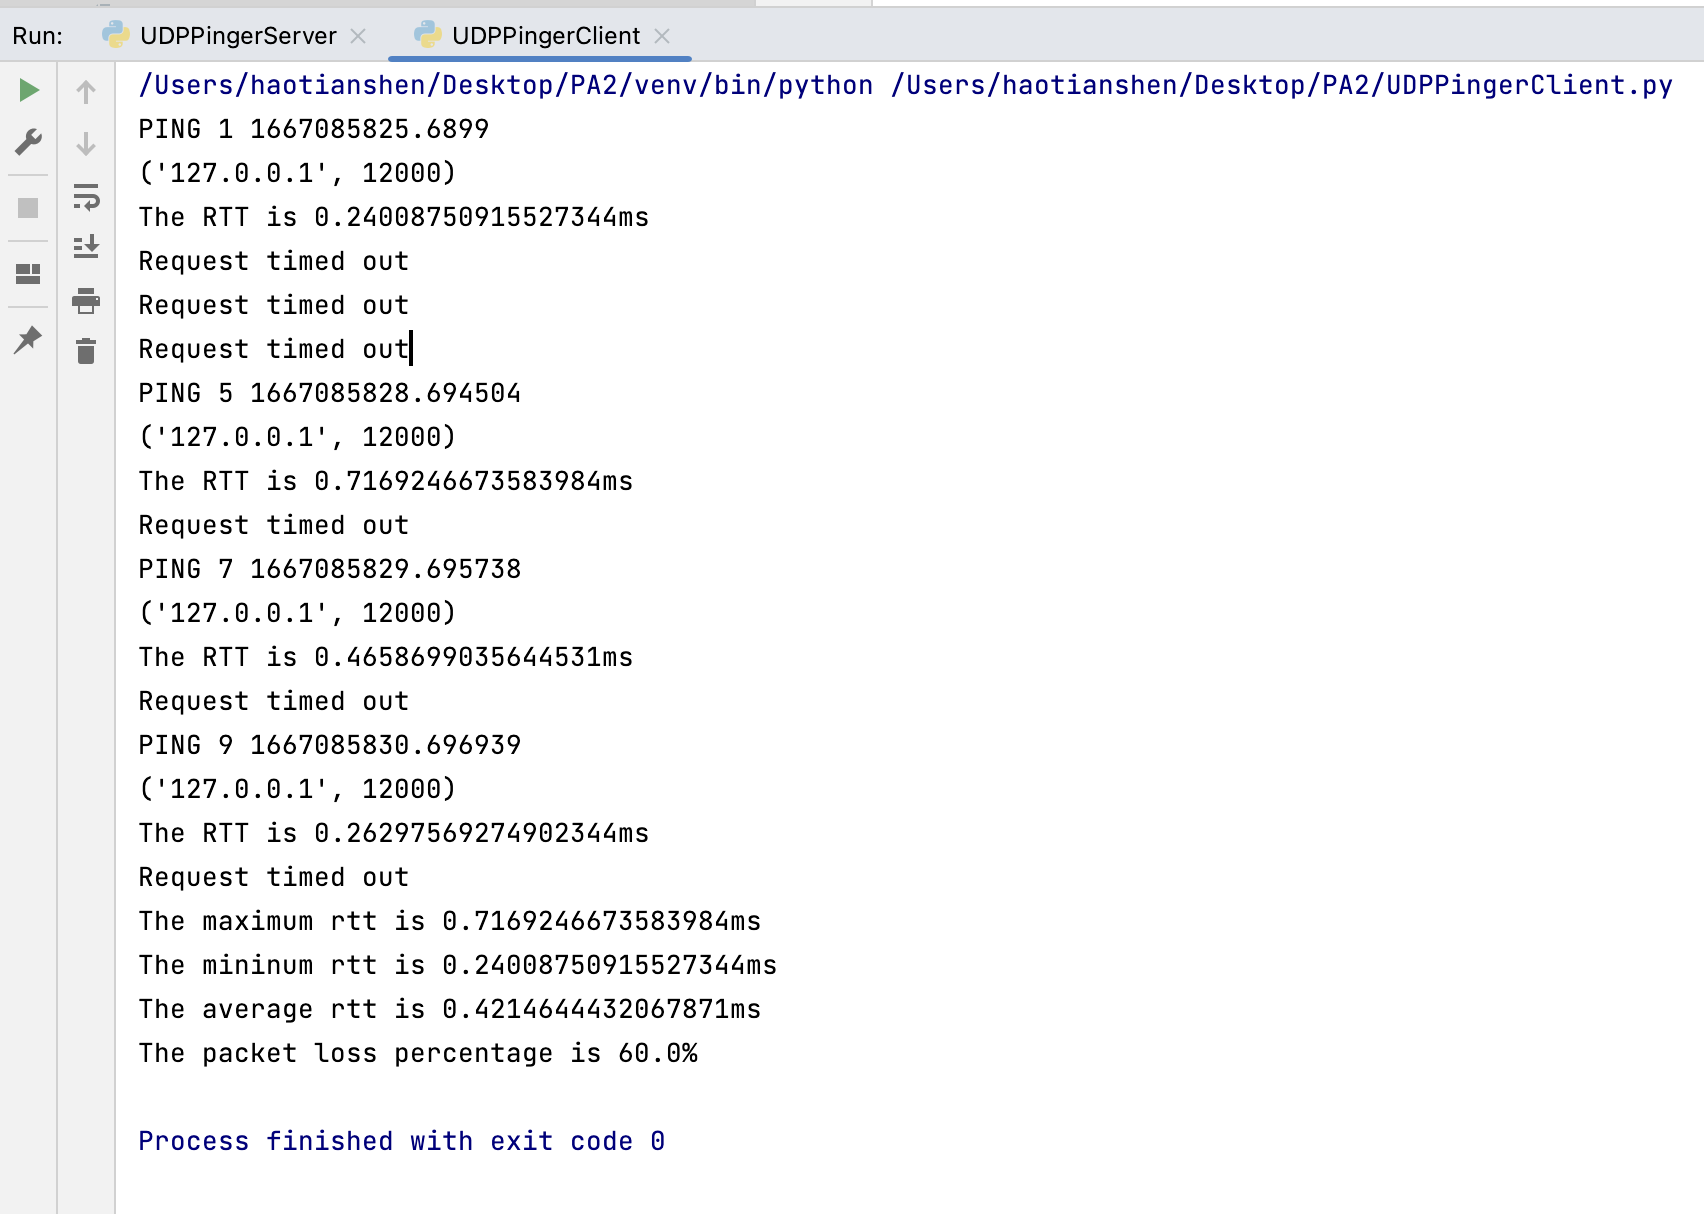 Run: UDPPingerServer UDPPingerClient
/Users/haotianshen/Desktop/PA2/venv/bin/python /Users/haotianshen/Desktop/PA2/UDPPingerClient.py
PING 1 1667085825.6899
('127.0.0.1', 12000)
The RTT is 0.24008750915527344ms
Request timed out
Request timed out
Request timed out
PING 5 1667085828.694504
('127.0.0.1', 12000)
The RTT is 0.7169246673583984ms
Request timed out
PING 7 1667085829.695738
('127.0.0.1', 12000)
The RTT is 0.4658699035644531ms
Request timed out
PING 9 1667085830.696939
('127.0.0.1', 12000)
The RTT is 0.26297569274902344ms
Request timed out
The maximum rtt is 0.7169246673583984ms
The mininum rtt is 0.24008750915527344ms
The average rtt is 0.4214644432067871ms
The packet loss percentage is 60.0%
Process finished with exit code 0